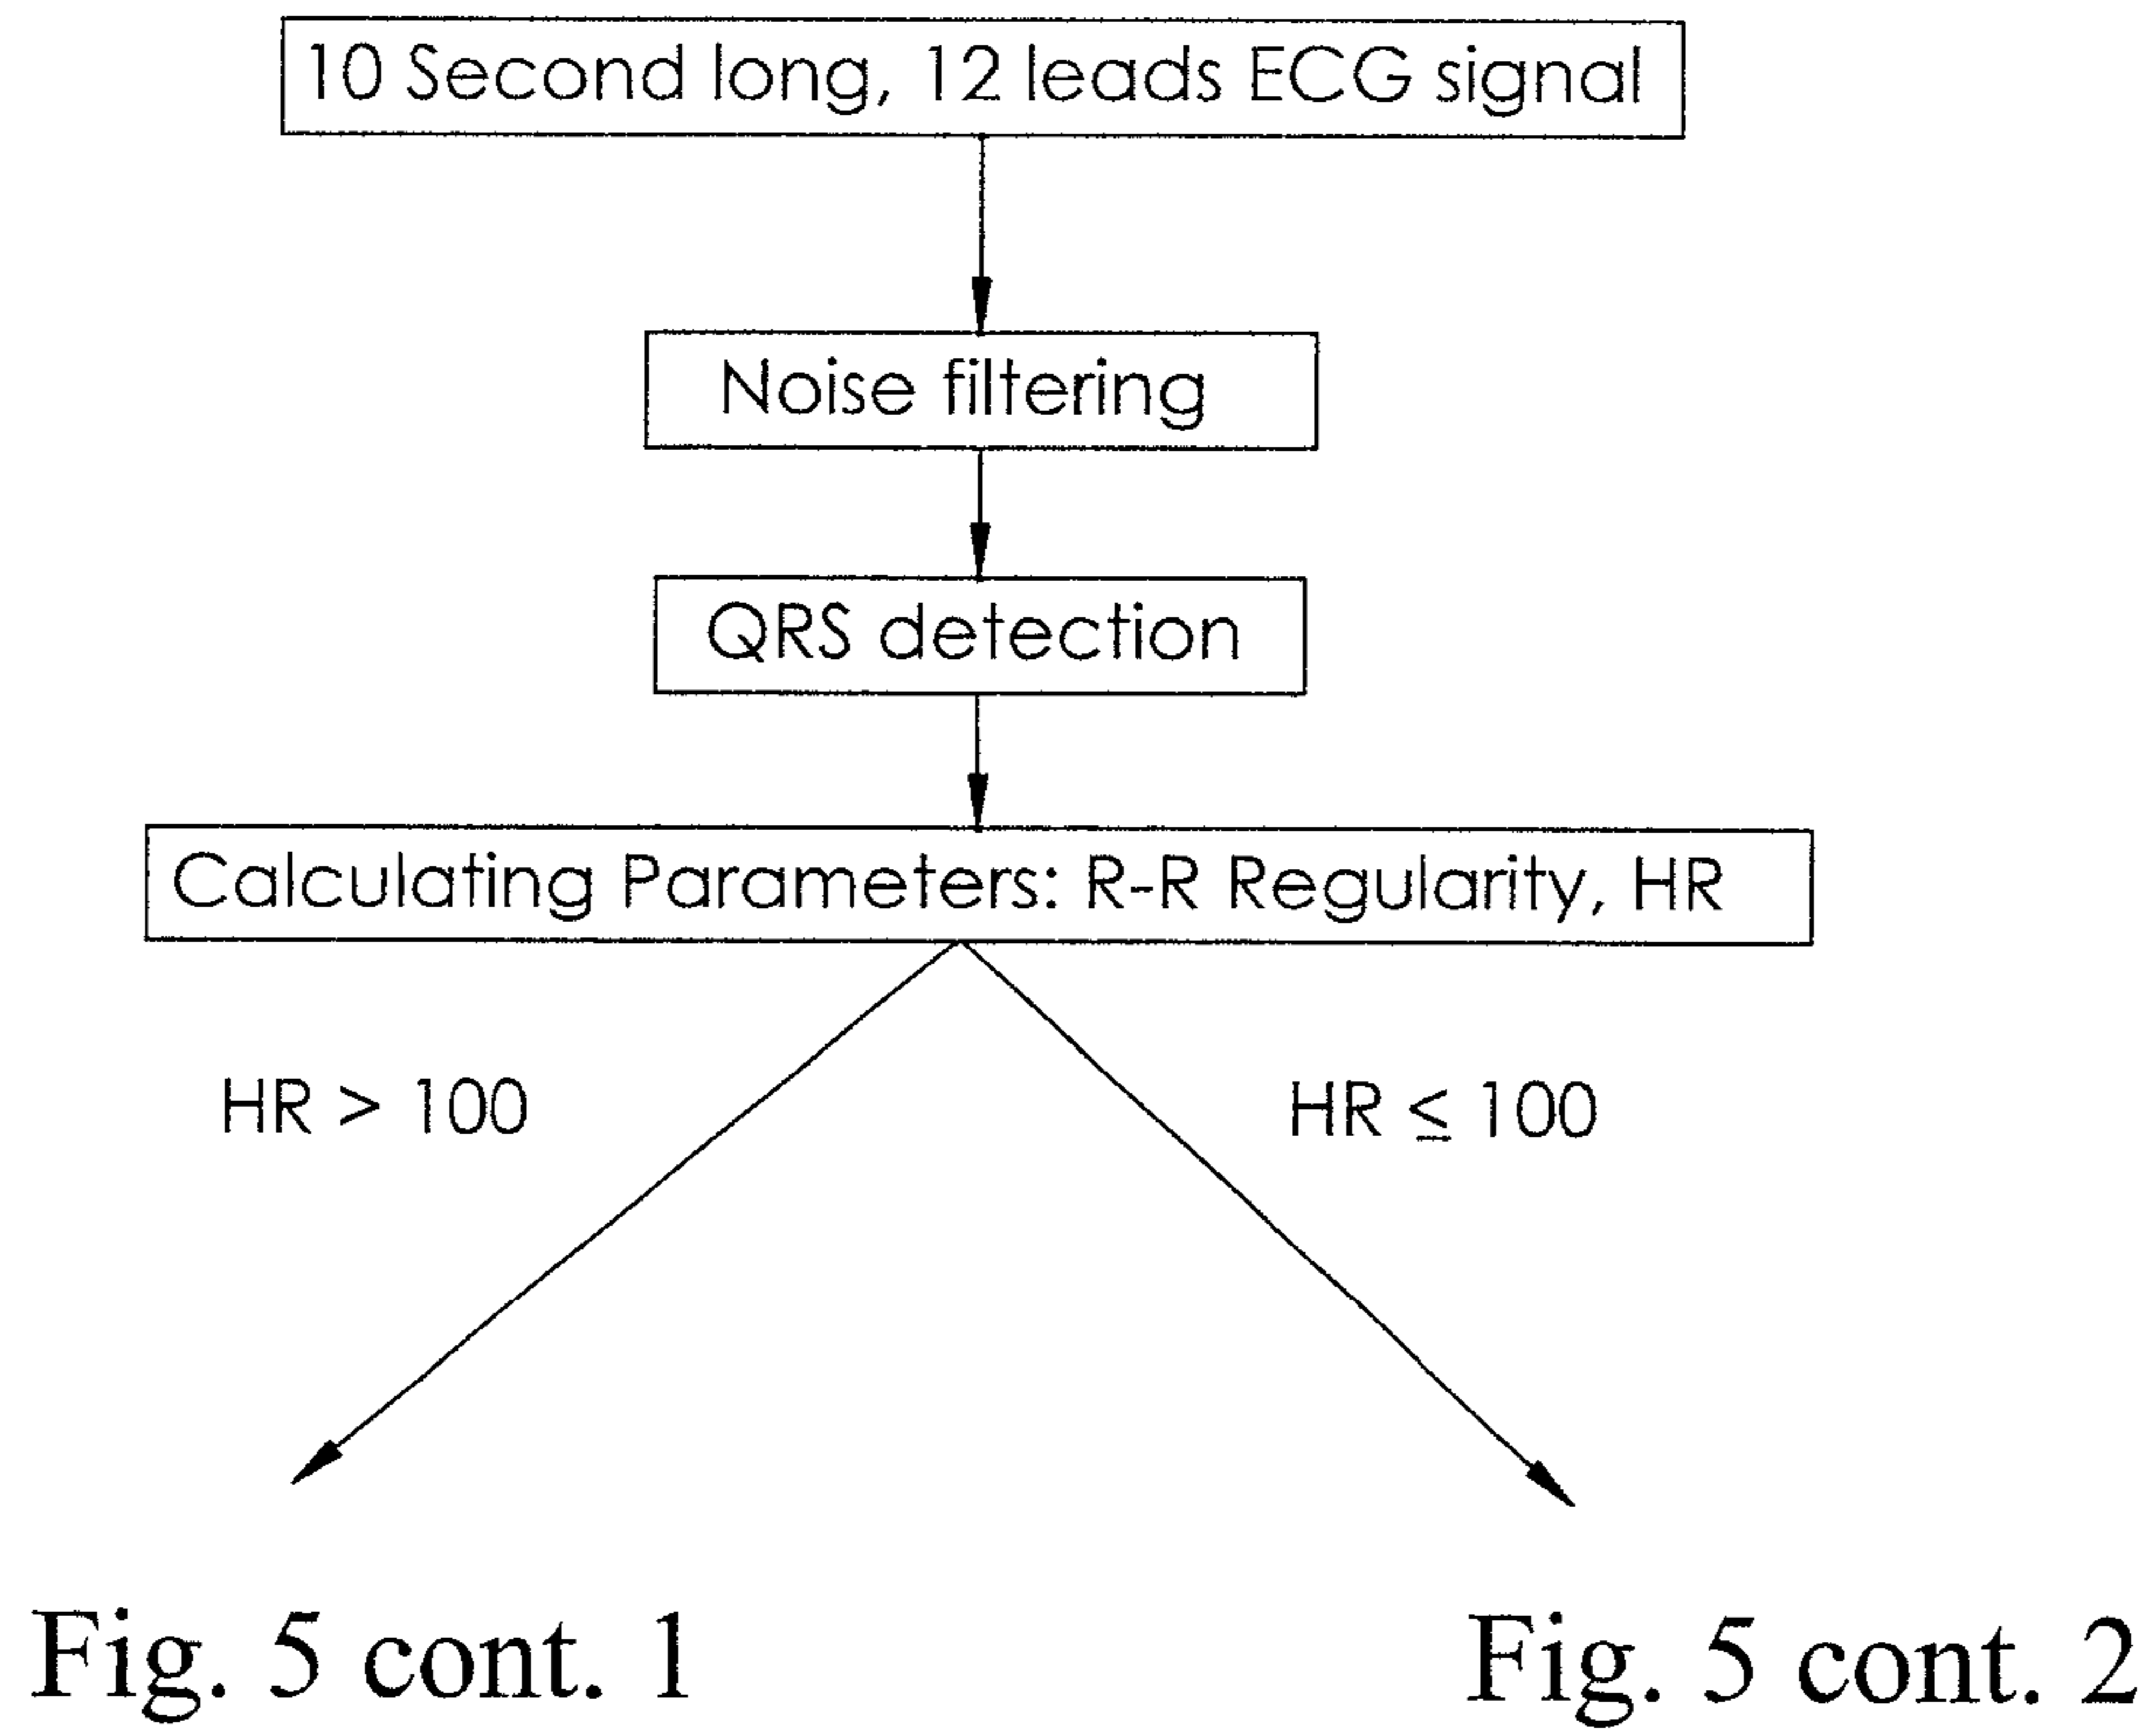 10 Second long, 12 leads ECG signal
Noise filtering
QRS detection
Calculating Parameters: R-R Regularity, HR
HR > 100
HR ≤ 100
Fig. 5 cont. 1
Fig. 5 cont. 2